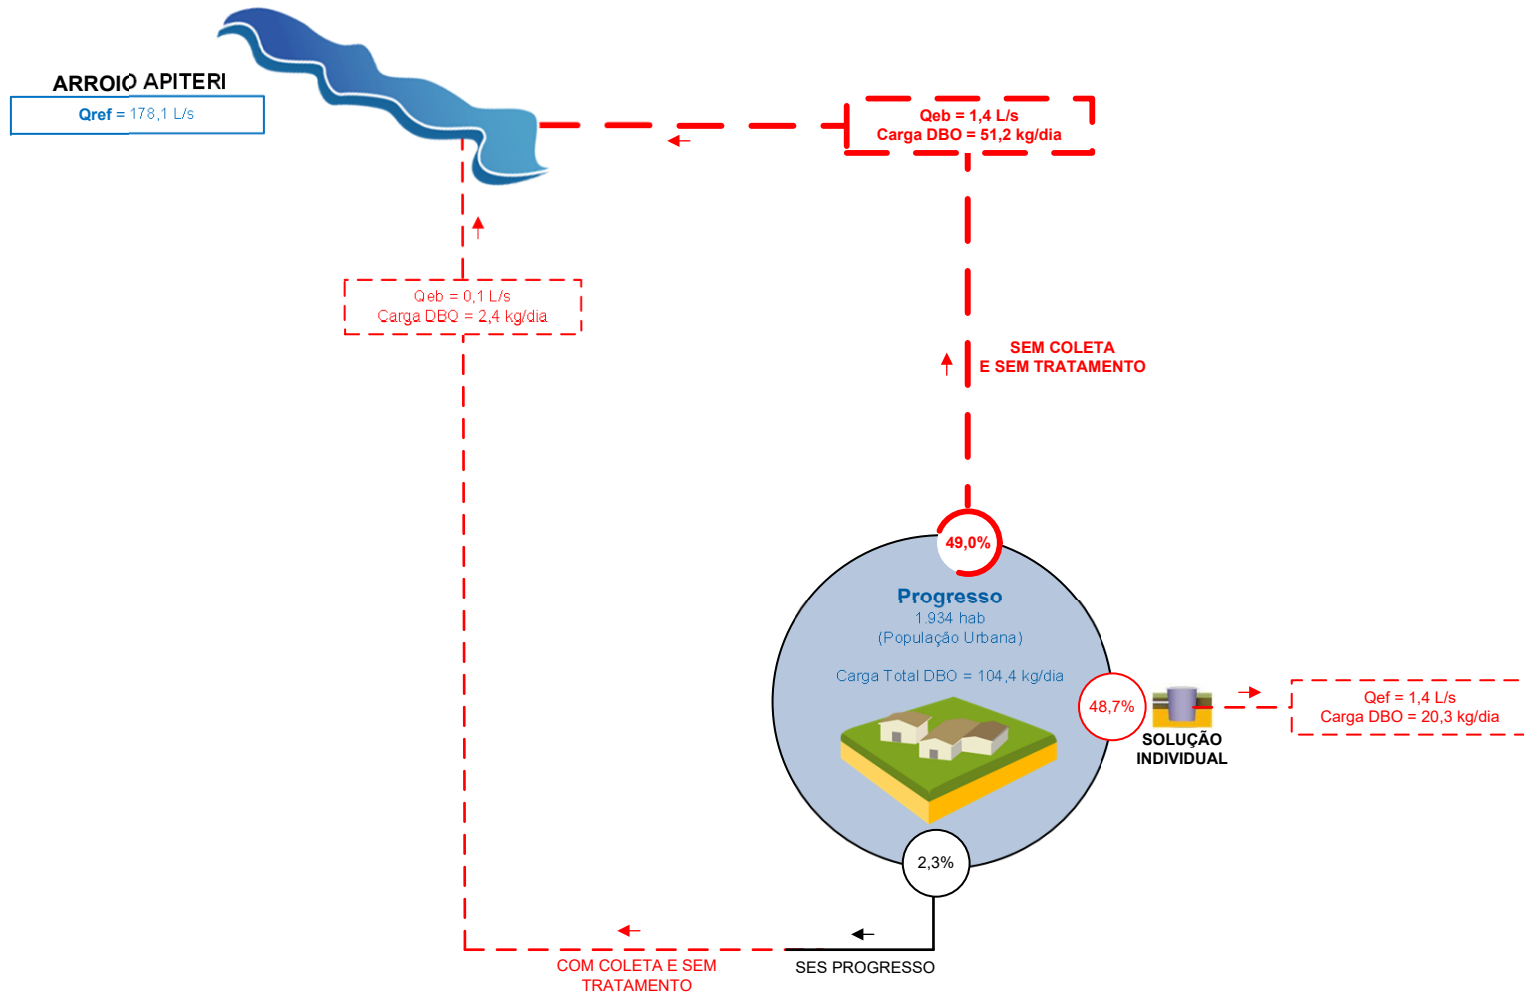 ARROIO APITERI
Qref = 178,1 L/s
Qeb = 1,4 L/s
Carga DBO = 51,2 kg/dia
Qeb = 0,1 L/s
Carga DBO = 2,4 kg/dia
SEM COLETA
E SEM TRATAMENTO
49,0%
Progresso
1.934 hab
(População Urbana)
Carga Total DBO = 104,4 kg/dia
48,7%
Qef = 1,4 L/s
Carga DBO = 20,3 kg/dia
SOLUÇÃO
INDIVIDUAL
2,3%
COM COLETA E SEM
TRATAMENTO
SES PROGRESSO